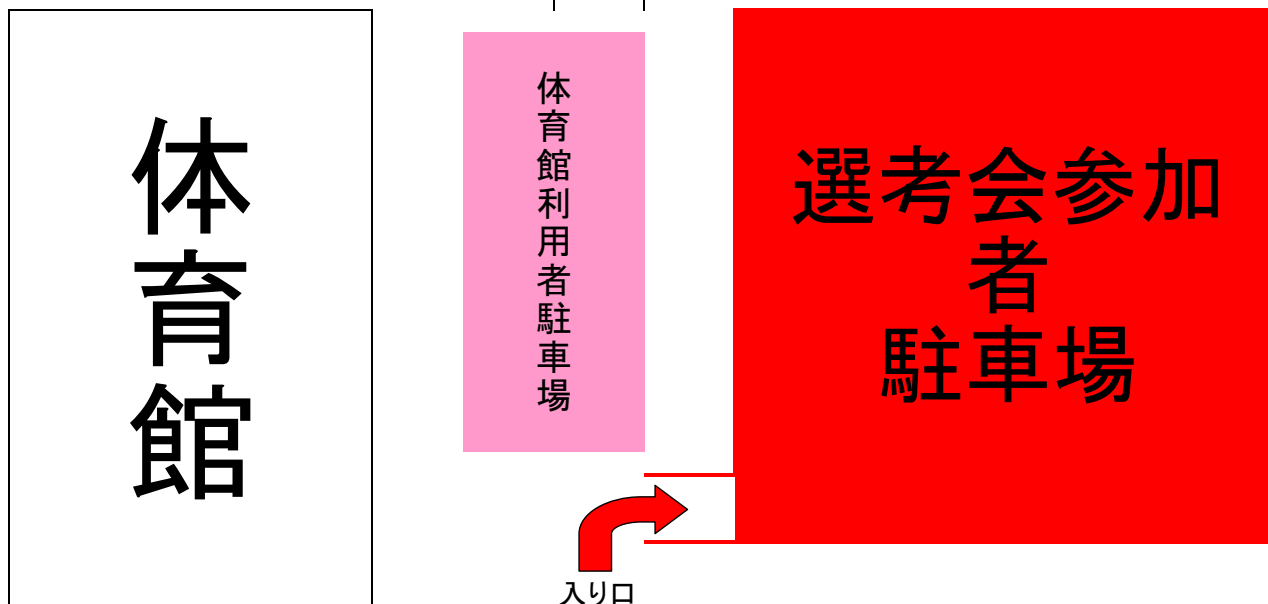 体育館
体育館利用者駐車場
選考会参加
者
駐車場
入り口